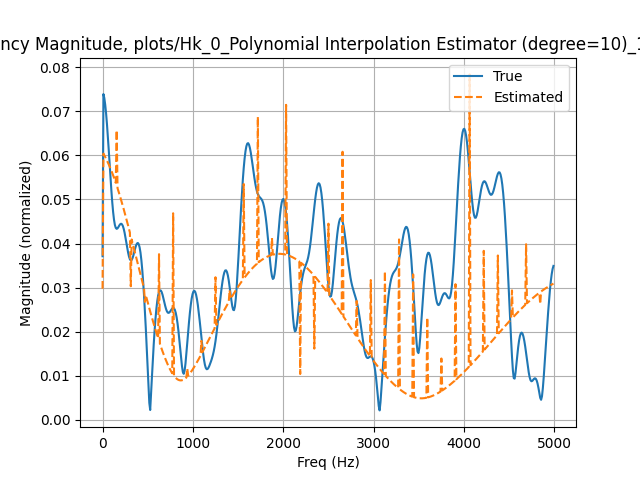 ncy Magnitude, plots/Hk_0_Polynomial Interpolation Estimator (degree=10)_1
True
Estimated
0.08
0.07
0.06
0.05
0.04
0.03
0.02
0.01
0.00
Magnitude (normalized)
0 1000 2000 3000 4000 5000
Freq (Hz)